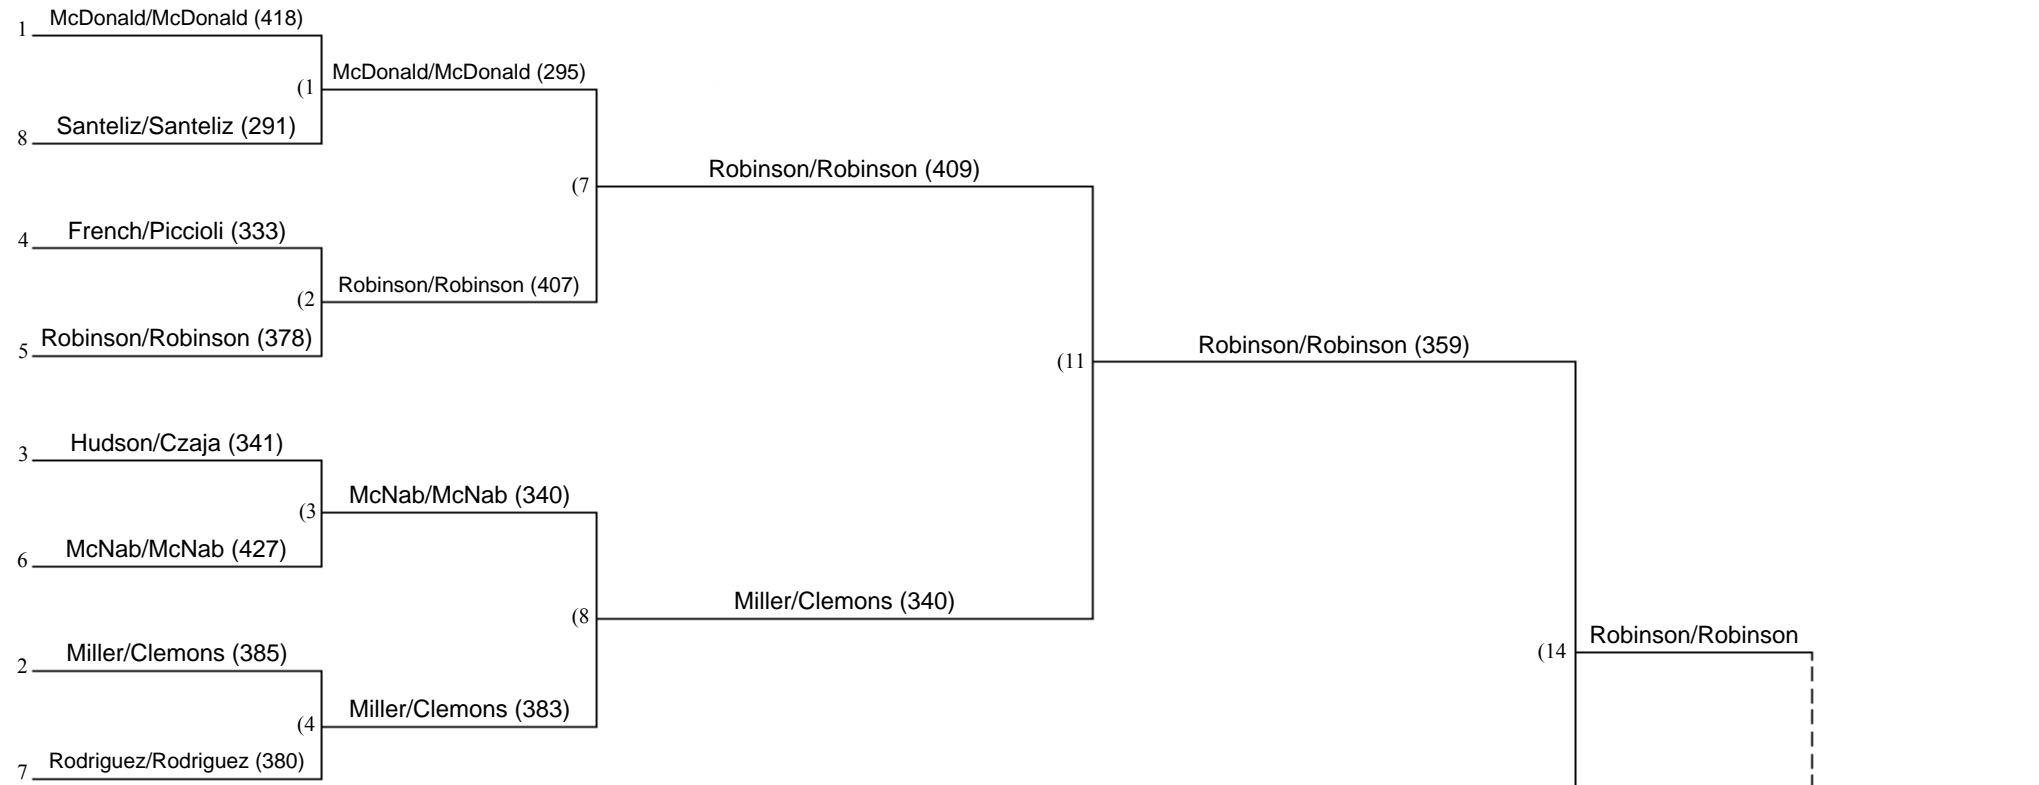 1 McDonald/McDonald (418)
(1 McDonald/McDonald (295)
8 Santeliz/Santeliz (291)
(7 Robinson/Robinson (409)
4 French/Piccioli (333)
(2 Robinson/Robinson (407)
5 Robinson/Robinson (378)
(11 Robinson/Robinson (359)
3 Hudson/Czaja (341)
(3 McNab/McNab (340)
6 McNab/McNab (427)
(8 Miller/Clemons (340)
(14 Robinson/Robinson
2 Miller/Clemons (385)
(4 Miller/Clemons (383)
7 Rodriguez/Rodriguez (380)